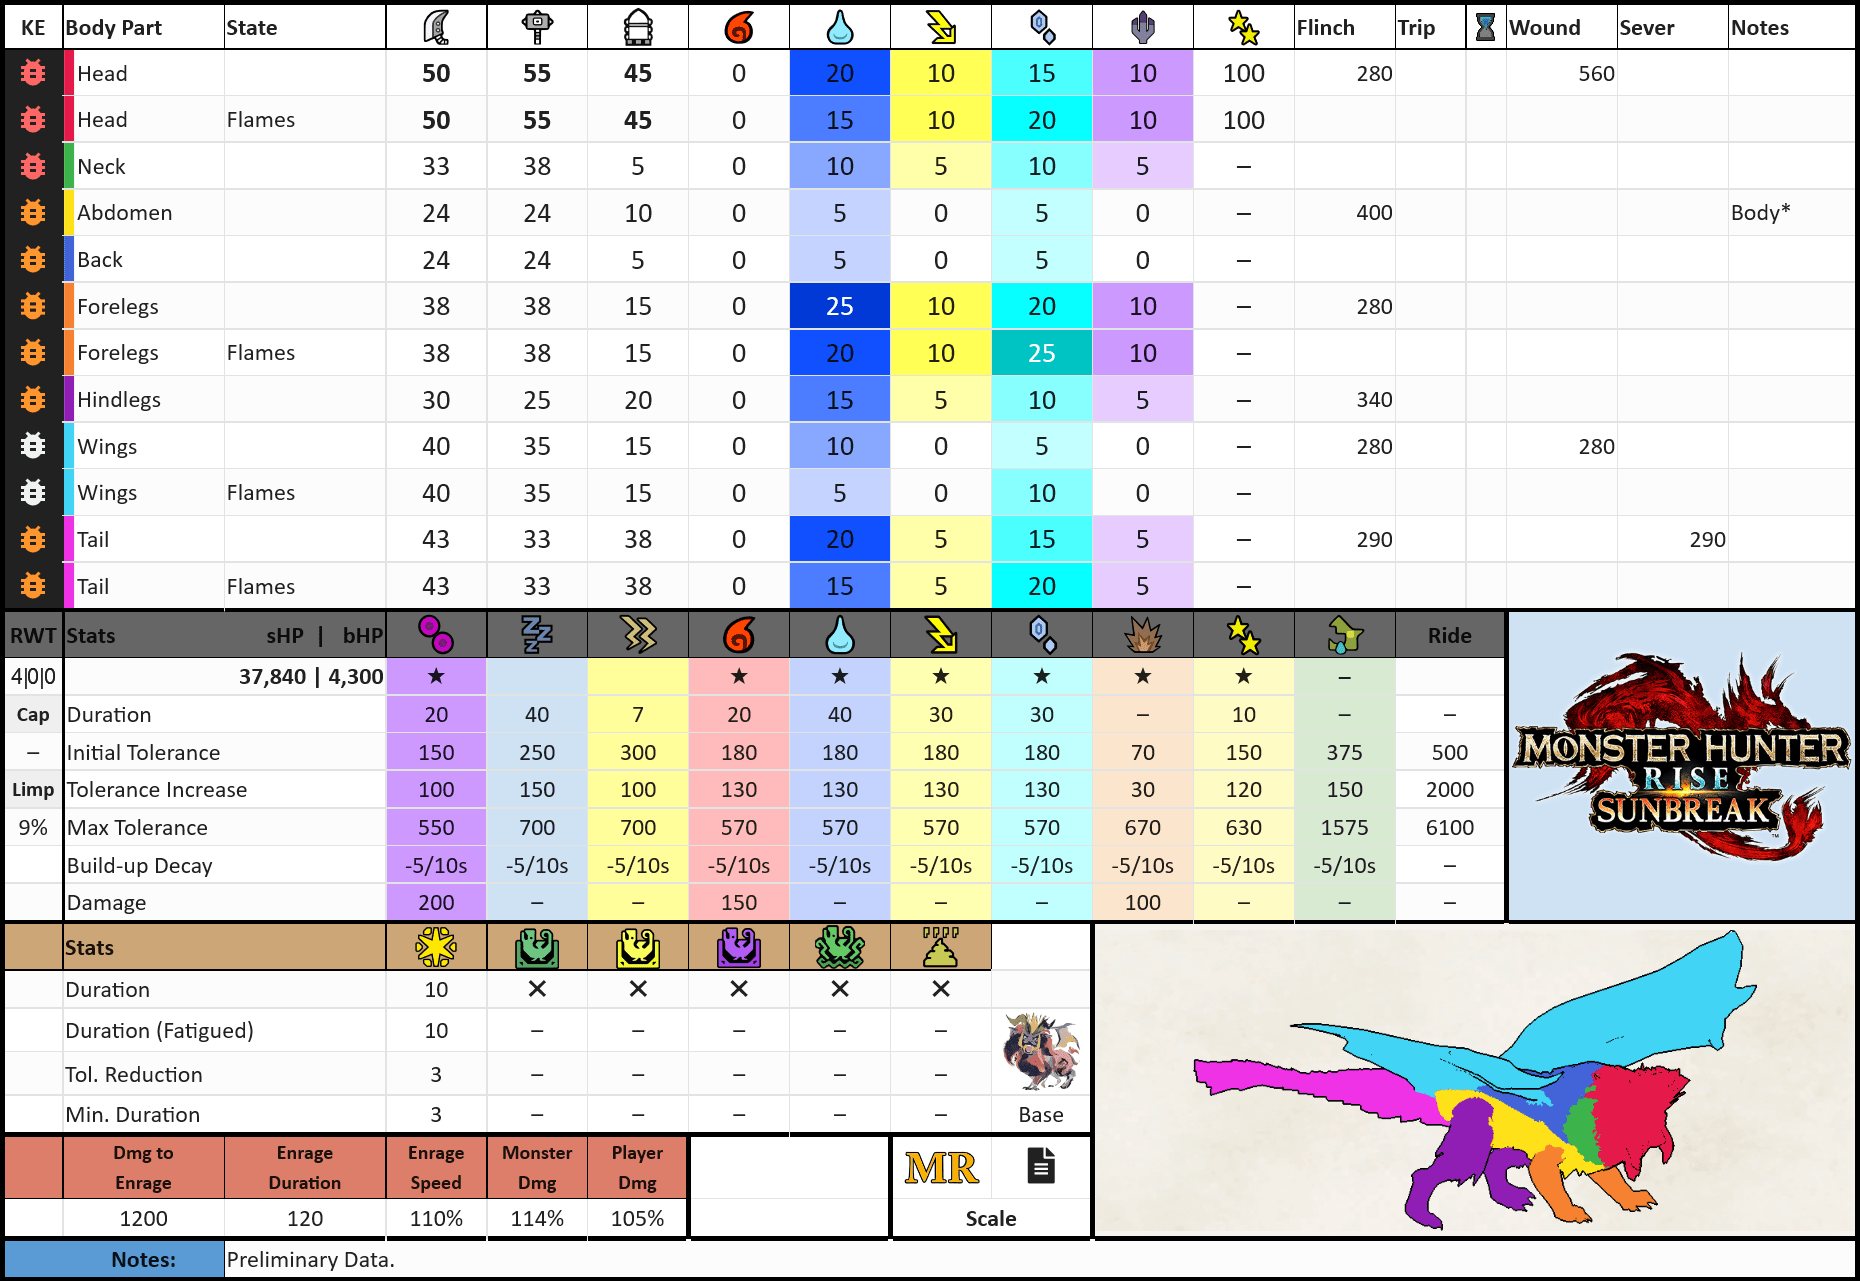 KE Body Part State Flinch Trip Wound Sever Notes
Head 50 55 45 0 20 10 15 10 100 280 560
Head Flames 50 55 45 0 15 10 20 10 100
Neck 33 38 5 0 10 5 10 5 –
Abdomen 24 24 10 0 5 0 5 0 – 400 Body*
Back 24 24 5 0 5 0 5 0 –
Forelegs 38 38 15 0 25 10 20 10 – 280
Forelegs Flames 38 38 15 0 20 10 25 10 –
Hindlegs 30 25 20 0 15 5 10 5 – 340
Wings 40 35 15 0 10 0 5 0 – 280 280
Wings Flames 40 35 15 0 5 0 10 0 –
Tail 43 33 38 0 20 5 15 5 – 290 290
Tail Flames 43 33 38 0 15 5 20 5 –
RWT Stats sHP | bHP Ride
4|0|0 37,840 | 4,300 ★ ★ ★ ★ ★ ★ ★ –
Cap Duration 20 40 7 20 40 30 30 – 10 – –
– Initial Tolerance 150 250 300 180 180 180 180 70 150 375 500
Limp Tolerance Increase 100 150 100 130 130 130 130 30 120 150 2000
9% Max Tolerance 550 700 700 570 570 570 570 670 630 1575 6100
Build-up Decay -5/10s -5/10s -5/10s -5/10s -5/10s -5/10s -5/10s -5/10s -5/10s -5/10s –
Damage 200 – – 150 – – – 100 – – –
MONSTER HUNTER
RISE
SUNBREAK
Stats
Duration 10 ✕ ✕ ✕ ✕ ✕
Duration (Fatigued) 10 – – – – –
Tol. Reduction 3 – – – – –
Min. Duration 3 – – – – – Base
Dmg to Enrage Enrage Monster Player
Enrage Duration Speed Dmg Dmg
MR
1200 120 110% 114% 105% Scale
Notes: Preliminary Data.